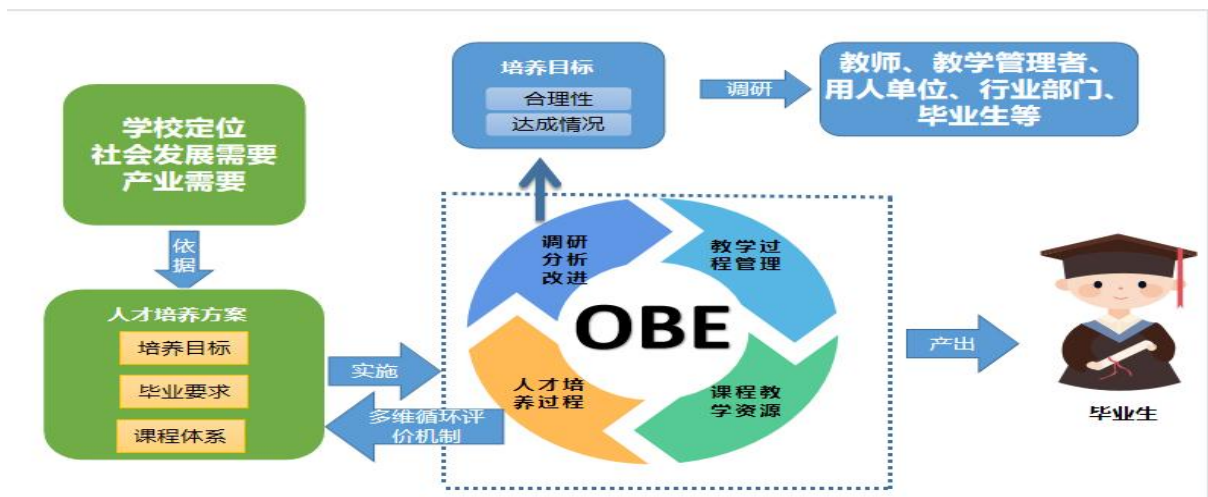 学校定位
社会发展需要
产业需要
依
据
人才培养方案
培养目标
毕业要求
课程体系
实施
多维循环评
价机制
培养目标
合理性
达成情况
调研
教师、教学管理者、
用人单位、行业部门、
毕业生等
调研
分析
改进
教学过
程管理
OBE
人才培
养过程
课程教
学资源
产出
毕业生